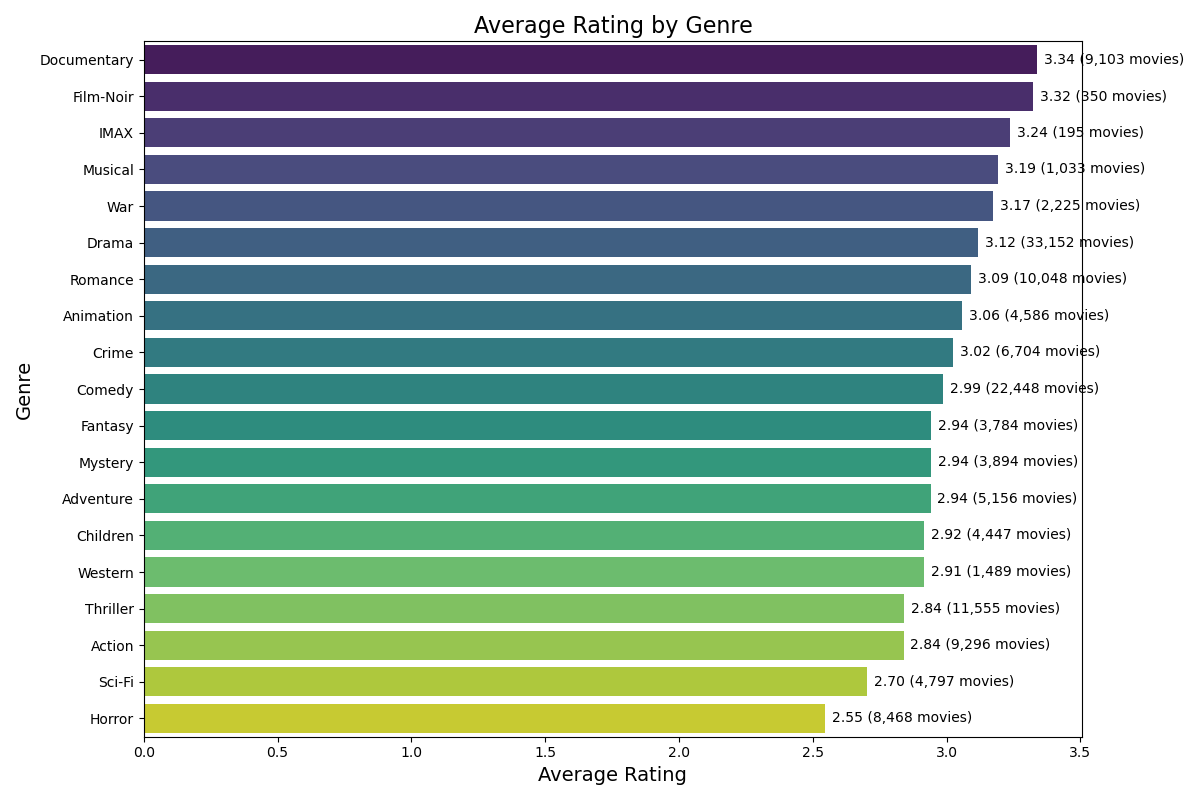 Average Rating by Genre
Documentary 3.34 (9,103 movies)
Film-Noir 3.32 (350 movies)
IMAX 3.24 (195 movies)
Musical 3.19 (1,033 movies)
War 3.17 (2,225 movies)
Drama 3.12 (33,152 movies)
Romance 3.09 (10,048 movies)
Animation 3.06 (4,586 movies)
Crime 3.02 (6,704 movies)
Comedy 2.99 (22,448 movies)
Fantasy 2.94 (3,784 movies)
Mystery 2.94 (3,894 movies)
Adventure 2.94 (5,156 movies)
Children 2.92 (4,447 movies)
Western 2.91 (1,489 movies)
Thriller 2.84 (11,555 movies)
Action 2.84 (9,296 movies)
Sci-Fi 2.70 (4,797 movies)
Horror 2.55 (8,468 movies)
Genre
0.0 0.5 1.0 1.5 2.0 2.5 3.0 3.5
Average Rating